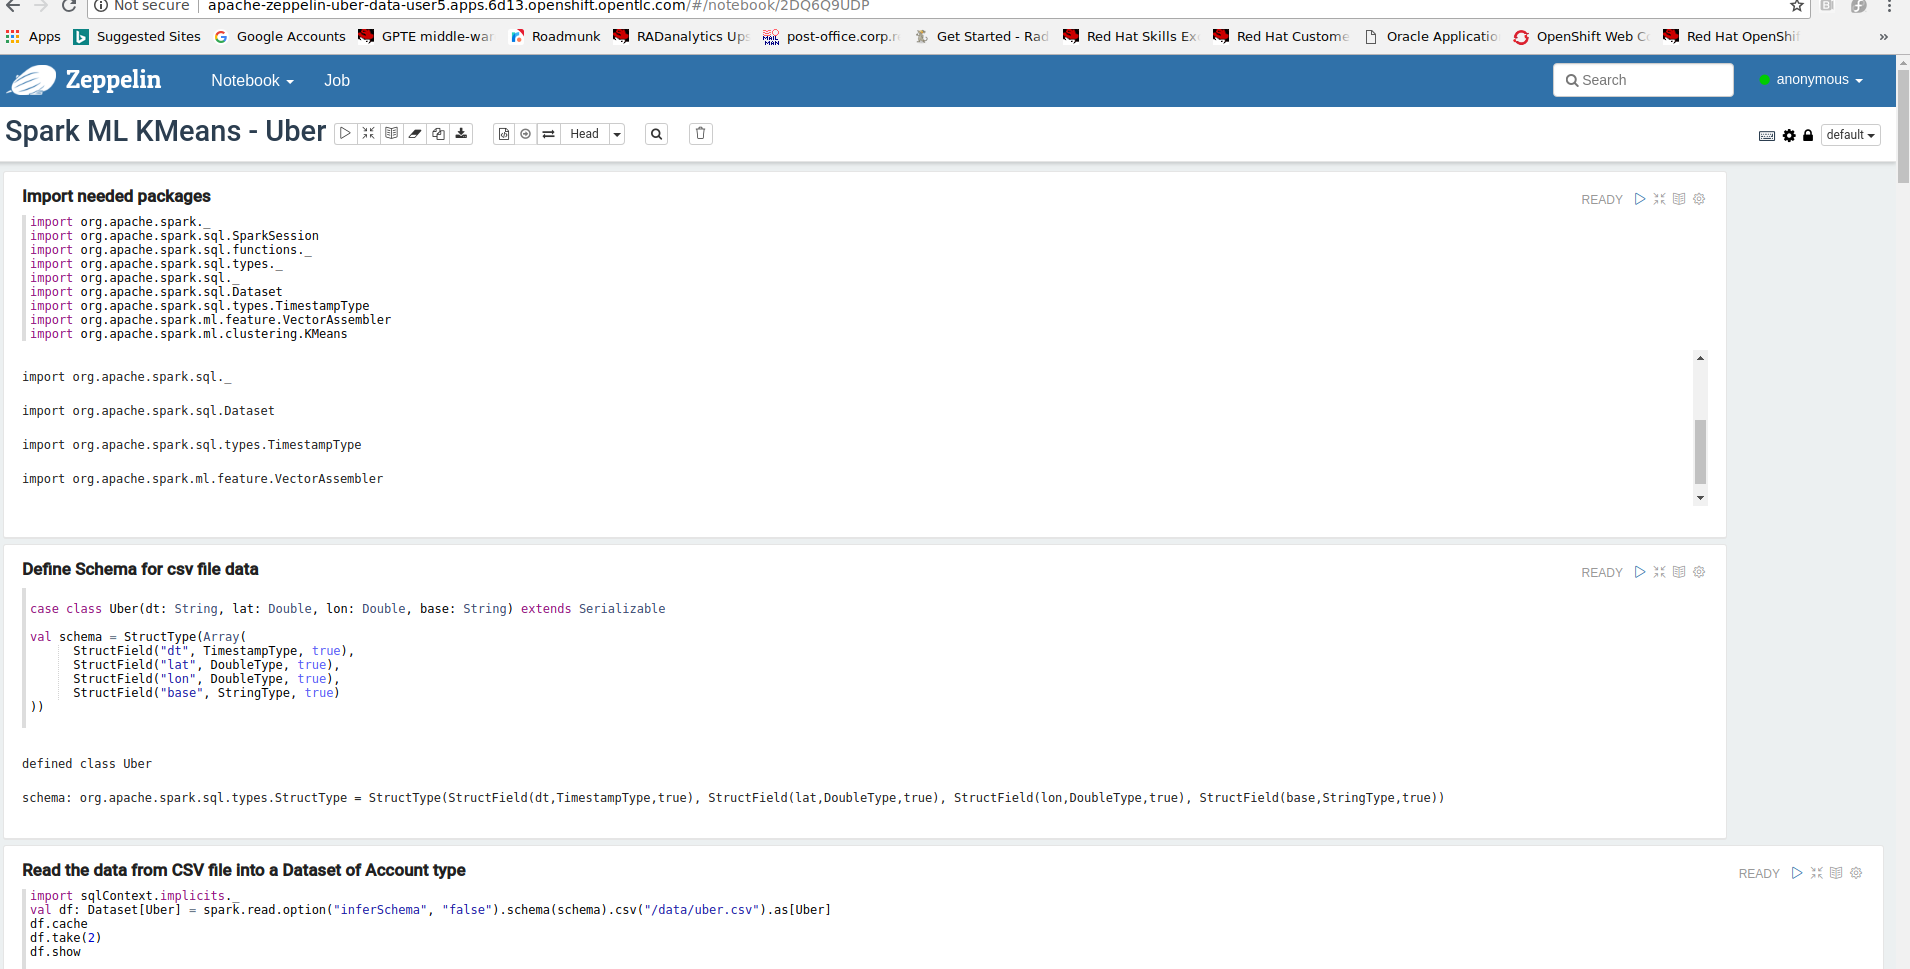 Not secure apache-zeppelin-uber-data-user5.apps.6d13.openshift.opentlc.com/#/notebook/2DQ6Q9UDP
Apps Suggested Sites Google Accounts GPTE middle-war Roadmunk RADanalytics Ups post-office.corp.r Get Started - Rad Red Hat Skills Ex Red Hat Custome Oracle Applicatio OpenShift Web C Red Hat OpenShif »
Zeppelin Notebook Job Search anonymous
Spark ML KMeans - Uber Head default
Import needed packages READY
import org.apache.spark._
import org.apache.spark.sql.SparkSession
import org.apache.spark.sql.functions._
import org.apache.spark.sql.types._
import org.apache.spark.sql._
import org.apache.spark.sql.Dataset
import org.apache.spark.sql.types.TimestampType
import org.apache.spark.ml.feature.VectorAssembler
import org.apache.spark.ml.clustering.KMeans
import org.apache.spark.sql._
import org.apache.spark.sql.Dataset
import org.apache.spark.sql.types.TimestampType
import org.apache.spark.ml.feature.VectorAssembler
Define Schema for csv file data READY
case class Uber(dt: String, lat: Double, lon: Double, base: String) extends Serializable
val schema = StructType(Array(
StructField("dt", TimestampType, true),
StructField("lat", DoubleType, true),
StructField("lon", DoubleType, true),
StructField("base", StringType, true)
))
defined class Uber
schema: org.apache.spark.sql.types.StructType = StructType(StructField(dt,TimestampType,true), StructField(lat,DoubleType,true), StructField(lon,DoubleType,true), StructField(base,StringType,true))
Read the data from CSV file into a Dataset of Account type READY
import sqlContext.implicits._
val df: Dataset[Uber] = spark.read.option("inferSchema", "false").schema(schema).csv("/data/uber.csv").as[Uber]
df.cache
df.take(2)
df.show